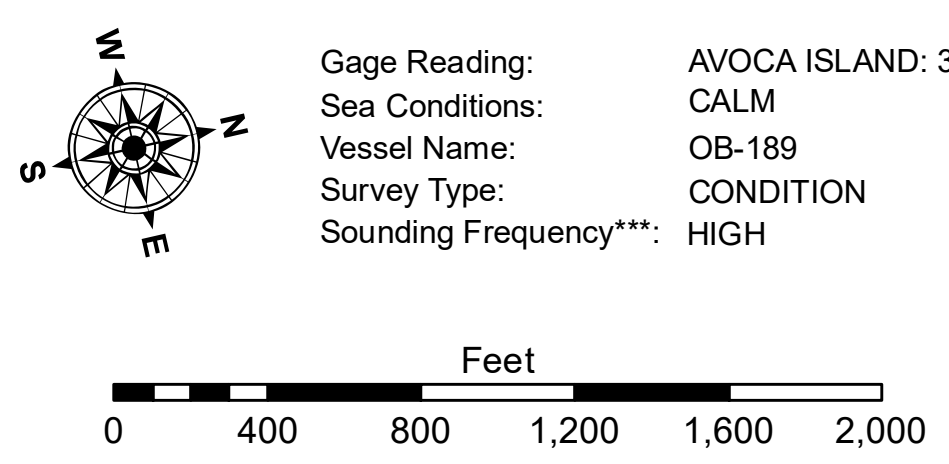 W
N
S
E
Gage Reading: AVOCA ISLAND: 3
Sea Conditions: CALM
Vessel Name: OB-189
Survey Type: CONDITION
Sounding Frequency***: HIGH
Feet
0 400 800 1,200 1,600 2,000